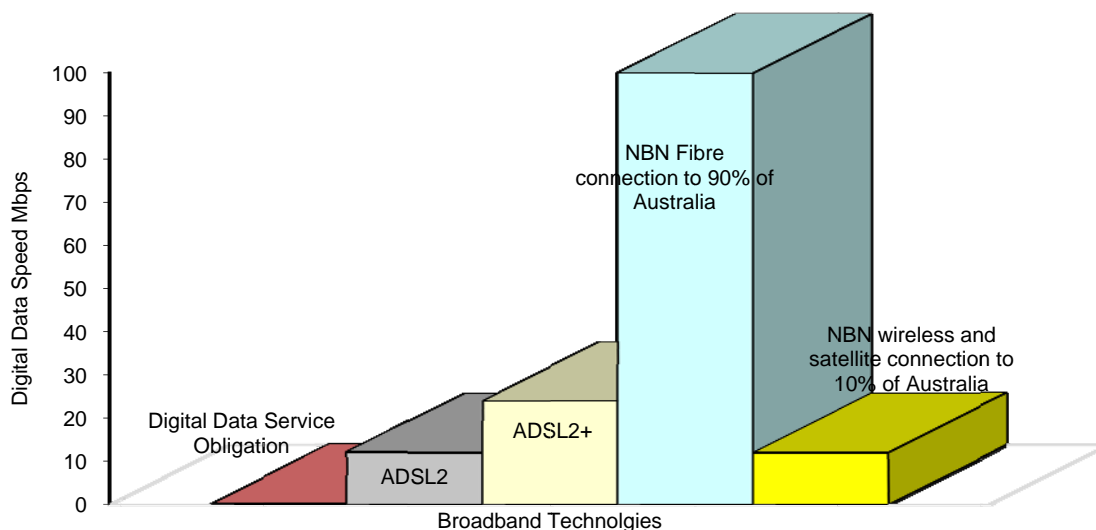 100
90
80
70
60
50
40
30
20
10
0
Digital Data Speed Mbps
Digital Data Service
Obligation
ADSL2
ADSL2+
NBN Fibre
connection to 90% of
Australia
NBN wireless and
satellite connection to
10% of Australia
Broadband Technolgies